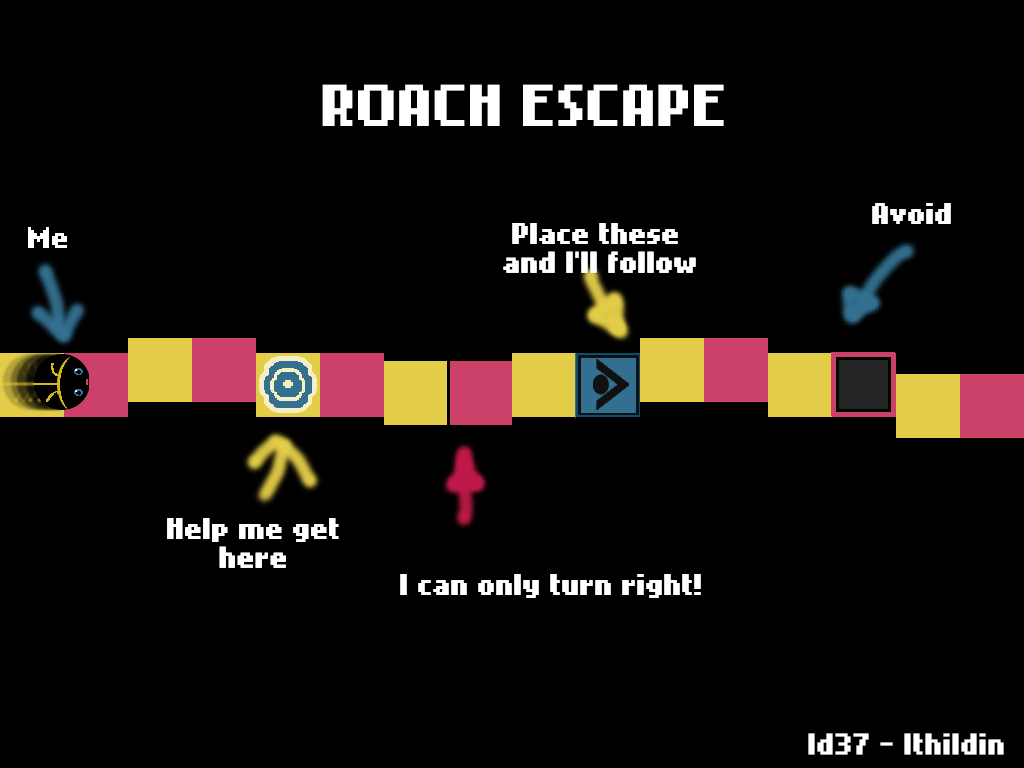 ROACH ESCAPE
Avoid
Me
Place these
and I'll follow
Help me get
here
I can only turn right!
ld37 - Ithildin